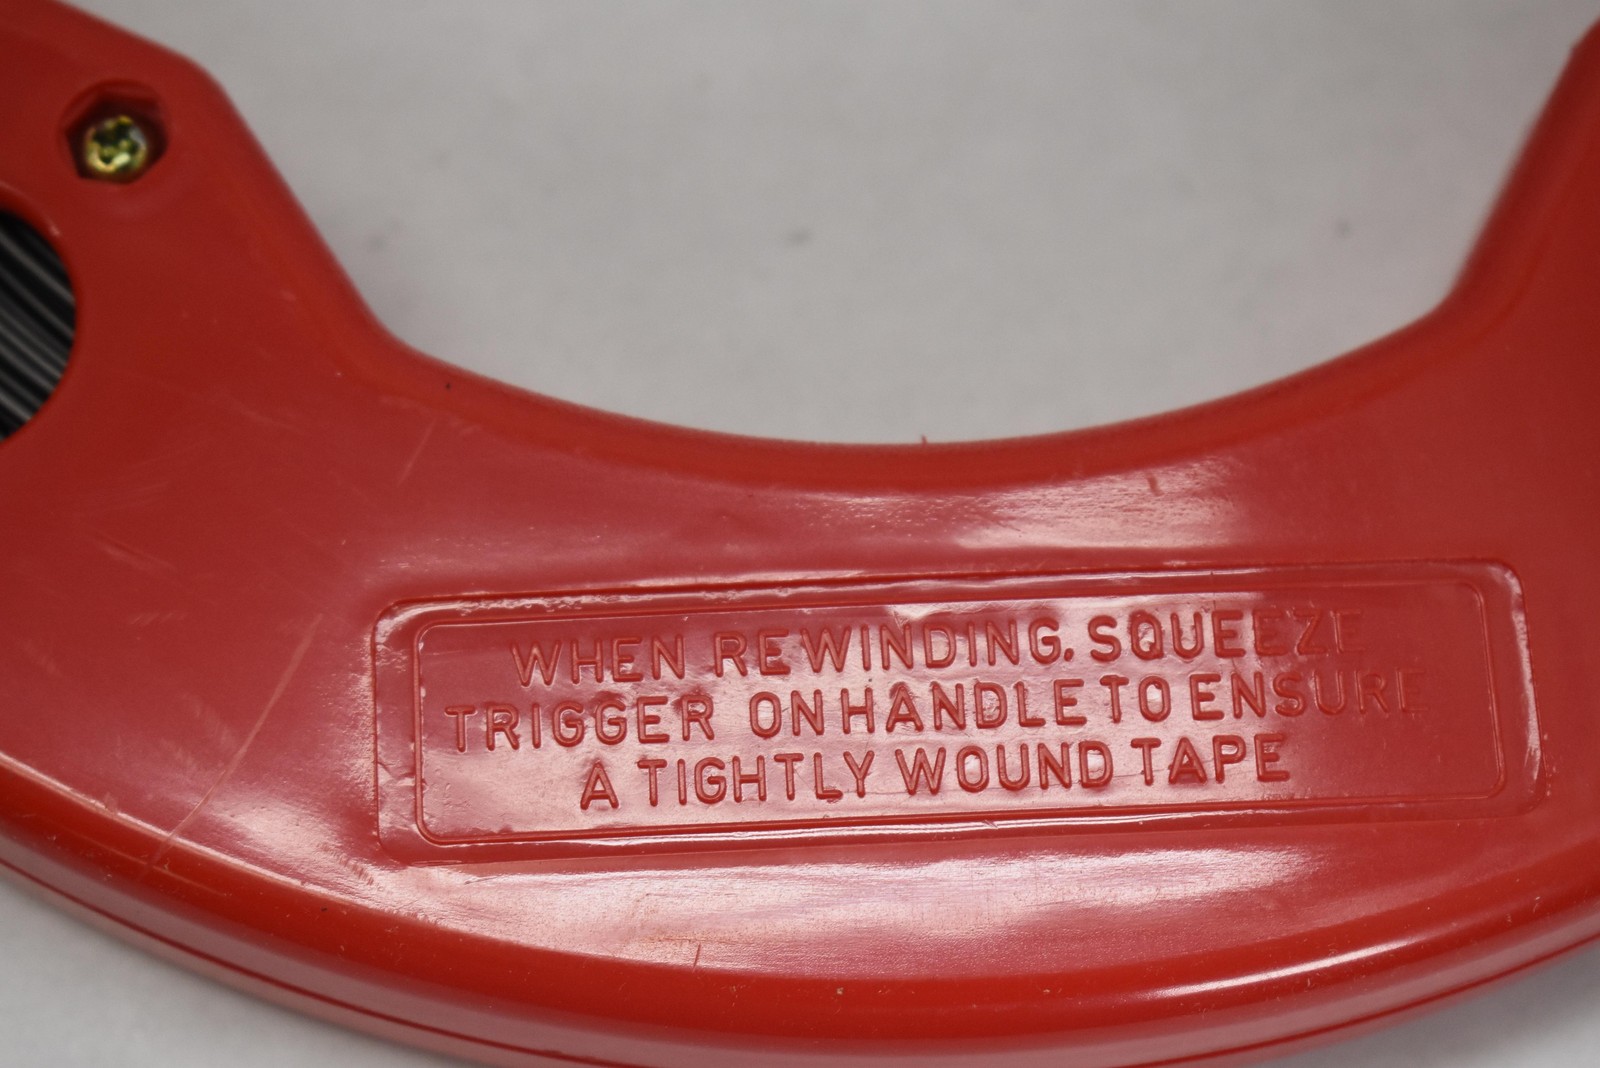 WHEN REWINDING, SQUEEZE
TRIGGER ON HANDLE TO ENSURE
A TIGHTLY WOUND TAPE